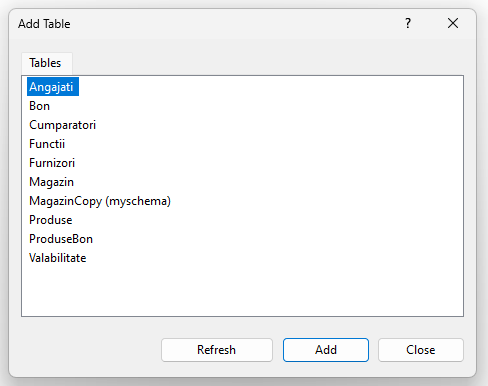 Add Table
?
Tables
Angajati
Bon
Cumparatori
Functii
Furnizori
Magazin
MagazinCopy (myschema)
Produse
ProduseBon
Valabilitate
Refresh Add Close